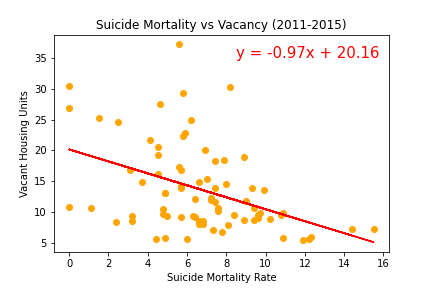 Suicide Mortality vs Vacancy (2011-2015)
y = -0.97x + 20.16
Vacant Housing Units
35
30
25
20
15
10
5
0 2 4 6 8 10 12 14 16
Suicide Mortality Rate